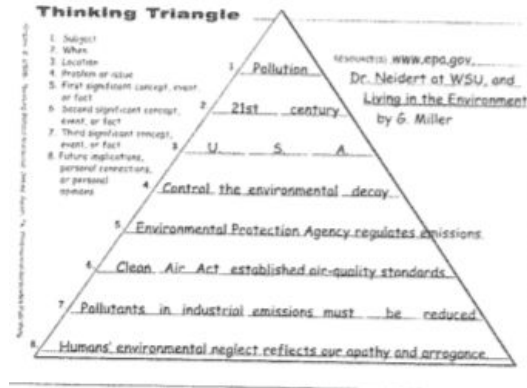 Thinking Triangle
1. Subject
2. When
3. Location
4. Problem or issue
5. First significant concept, event, or fact
6. Second significant concept, event, or fact
7. Third significant concept, event, or fact
8. Future implications, personal connections, or personal opinions
RESOURCE(S) www.epa.gov,
Dr. Neidert at WSU, and
Living in the Environment
by G. Miller
1. Pollution
2. 21st century
3. U. S. A.
4. Control the environmental decay
5. Environmental Protection Agency regulates emissions.
6. Clean Air Act established air-quality standards.
7. Pollutants in industrial emissions must be reduced.
8. Humans' environmental neglect reflects our apathy and arrogance.